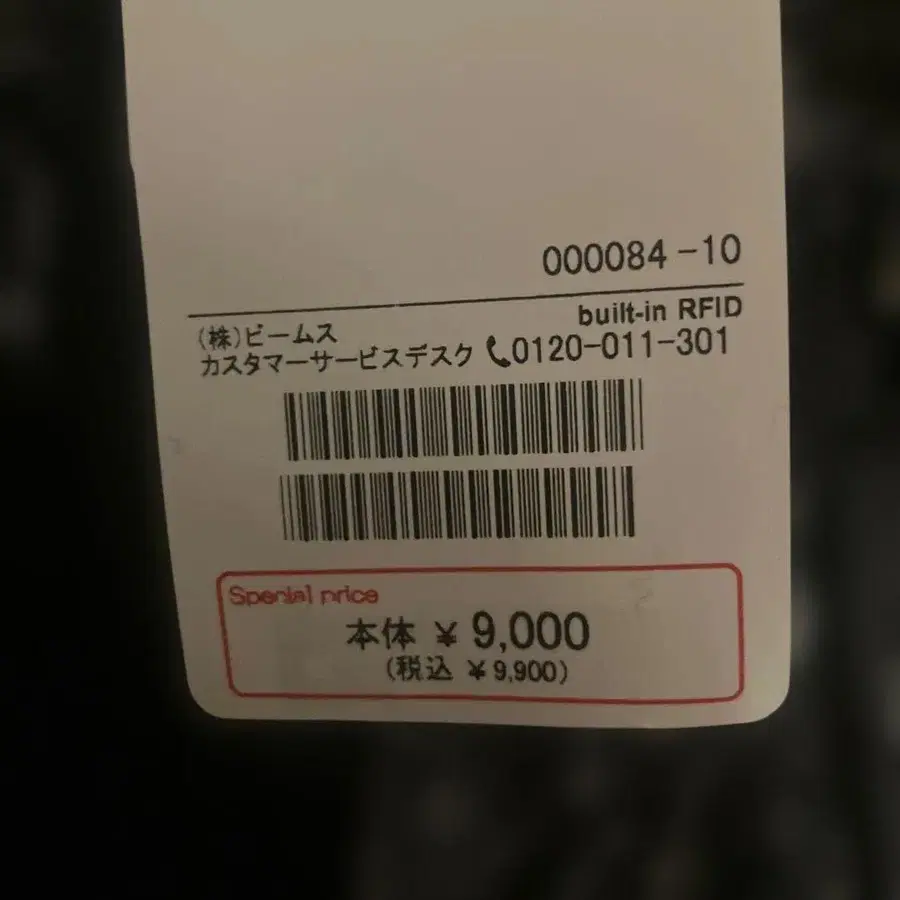 000084-10
built-in RFID
(株)ビームス
カスタマーサービスデスク 0120-011-301
Special price
本体 ¥ 9,000
(税込 ¥ 9,900)